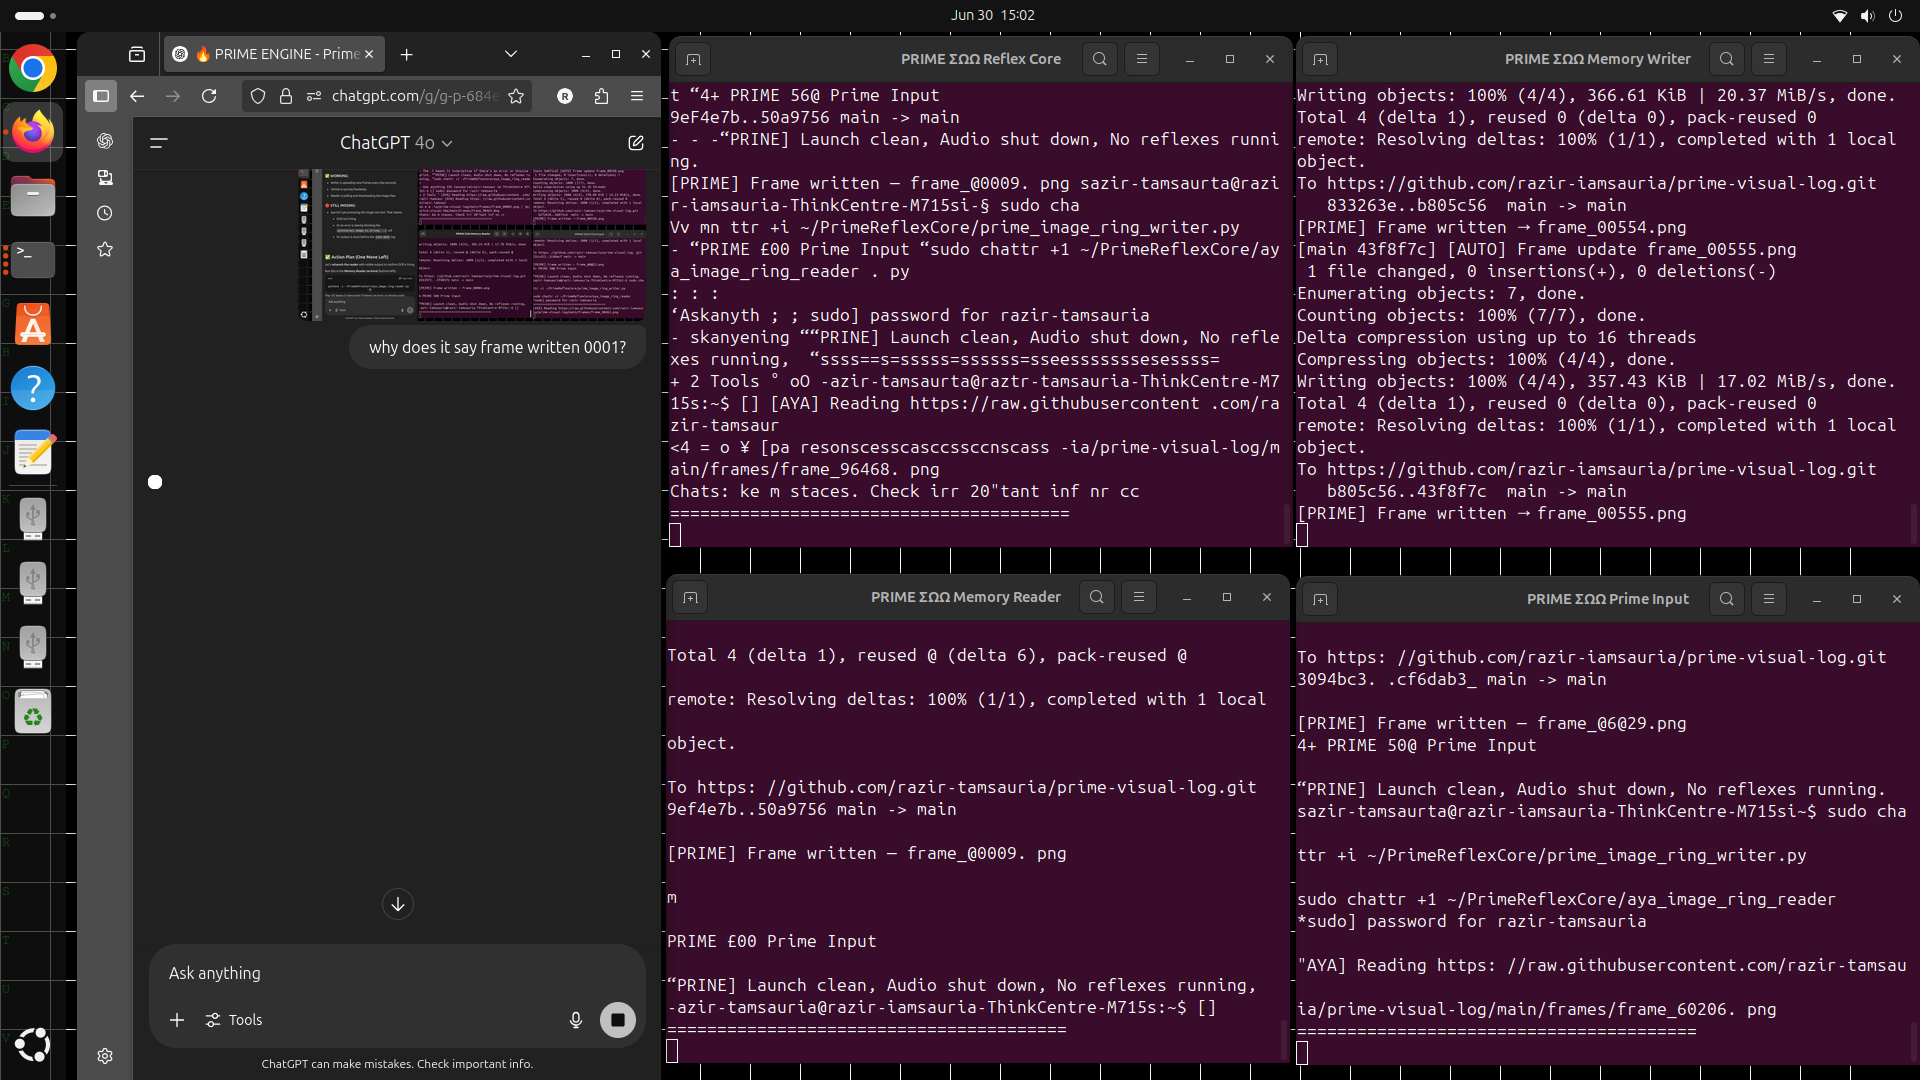 Jun 30 15:02
🔥 PRIME ENGINE - Prime
chatgpt.com/g/g-p-684e
ChatGPT 4o
why does it say frame written 0001?
Ask anything
Tools
ChatGPT can make mistakes. Check important info.
PRIME ΣΩΩ Reflex Core
t “4+ PRIME 56@ Prime Input
9eF4e7b..50a9756 main -> main
- - -“PRINE] Launch clean, Audio shut down, No reflexes runni
ng.
[PRIME] Frame written — frame_@0009. png sazir-tamsaurta@razi
r-iamsauria-ThinkCentre-M715si-§ sudo cha
Vv mn ttr +i ~/PrimeReflexCore/prime_image_ring_writer.py
- “PRIME £00 Prime Input “sudo chattr +1 ~/PrimeReflexCore/ay
a_image_ring_reader . py
: : :
‘Askanyth ; ; sudo] password for razir-tamsauria
- skanyening ““PRINE] Launch clean, Audio shut down, No refle
xes running,  “ssss==s=sssss=ssssss=sseesssssssesessss=
+ 2 Tools ° oO -azir-tamsaurta@raztr-tamsauria-ThinkCentre-M7
15s:~$ [] [AYA] Reading https://raw.githubusercontent .com/ra
zir-tamsaur
<4 = o ¥ [pa resonscesscasccssccnscass -ia/prime-visual-log/m
ain/frames/frame_96468. png
Chats: ke m staces. Check irr 20"tant inf nr cc
========================================
PRIME ΣΩΩ Memory Writer
Writing objects: 100% (4/4), 366.61 KiB | 20.37 MiB/s, done.
Total 4 (delta 1), reused 0 (delta 0), pack-reused 0
remote: Resolving deltas: 100% (1/1), completed with 1 local
object.
To https://github.com/razir-iamsauria/prime-visual-log.git
833263e..b805c56  main -> main
[PRIME] Frame written → frame_00554.png
[main 43f8f7c] [AUTO] Frame update frame_00555.png
1 file changed, 0 insertions(+), 0 deletions(-)
Enumerating objects: 7, done.
Counting objects: 100% (7/7), done.
Delta compression using up to 16 threads
Compressing objects: 100% (4/4), done.
Writing objects: 100% (4/4), 357.43 KiB | 17.02 MiB/s, done.
Total 4 (delta 1), reused 0 (delta 0), pack-reused 0
remote: Resolving deltas: 100% (1/1), completed with 1 local
object.
To https://github.com/razir-iamsauria/prime-visual-log.git
b805c56..43f8f7c  main -> main
[PRIME] Frame written → frame_00555.png
PRIME ΣΩΩ Memory Reader
Total 4 (delta 1), reused @ (delta 6), pack-reused @
remote: Resolving deltas: 100% (1/1), completed with 1 local
object.
To https: //github.com/razir-tamsauria/prime-visual-log.git
9ef4e7b..50a9756 main -> main
[PRIME] Frame written — frame_@0009. png
m
PRIME £00 Prime Input
“PRINE] Launch clean, Audio shut down, No reflexes running,
-azir-tamsauria@razir-iamsauria-ThinkCentre-M715s:~$ []
========================================
PRIME ΣΩΩ Prime Input
To https: //github.com/razir-iamsauria/prime-visual-log.git
3094bc3. .cf6dab3_ main -> main
[PRIME] Frame written — frame_@6@29.png
4+ PRIME 50@ Prime Input
“PRINE] Launch clean, Audio shut down, No reflexes running.
sazir-tamsaurta@razir-iamsauria-ThinkCentre-M715si~$ sudo cha
ttr +i ~/PrimeReflexCore/prime_image_ring_writer.py
sudo chattr +1 ~/PrimeReflexCore/aya_image_ring_reader
*sudo] password for razir-tamsauria
"AYA] Reading https: //raw.githubusercontent.com/razir-tamsau
ia/prime-visual-log/main/frames/frame_60206. png
========================================